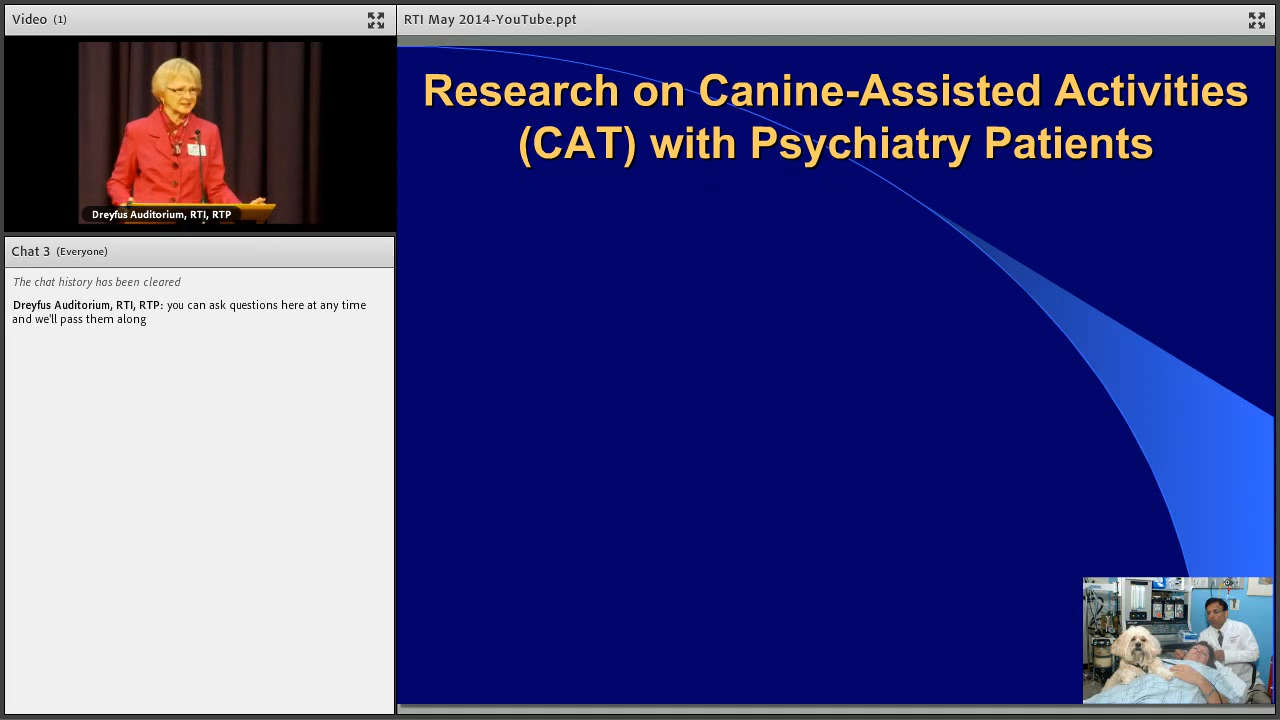 Video (1)
Dreyfus Auditorium, RTI, RTP
Chat 3 (Everyone)
The chat history has been cleared
Dreyfus Auditorium, RTI, RTP: you can ask questions here at any time
and we'll pass them along
RTI May 2014-YouTube.ppt
Research on Canine-Assisted Activities
(CAT) with Psychiatry Patients